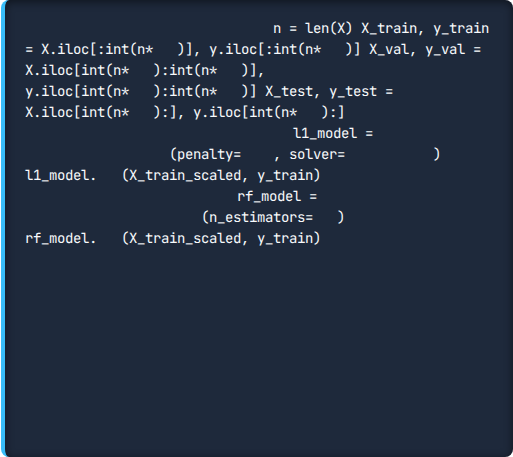 n = len(X) X_train, y_train
= X.iloc[:int(n*   )], y.iloc[:int(n*   )] X_val, y_val =
X.iloc[int(n*   ):int(n*   )],
y.iloc[int(n*   ):int(n*   )] X_test, y_test =
X.iloc[int(n*   ):], y.iloc[int(n*   ):]
l1_model =
(penalty=    , solver=           )
l1_model.   (X_train_scaled, y_train)
rf_model =
(n_estimators=   )
rf_model.   (X_train_scaled, y_train)